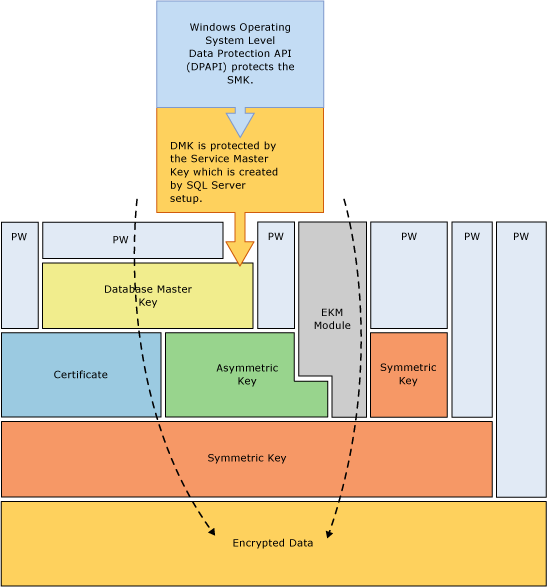 Windows Operating
System Level
Data Protection API
(DPAPI) protects the
SMK.
DMK is protected by
the Service Master
Key which is created
by SQL Server
setup.
PW
PW
PW
PW
PW
PW
Database Master
Key
EKM
Module
Certificate
Asymmetric
Key
Symmetric
Key
Symmetric Key
Encrypted Data